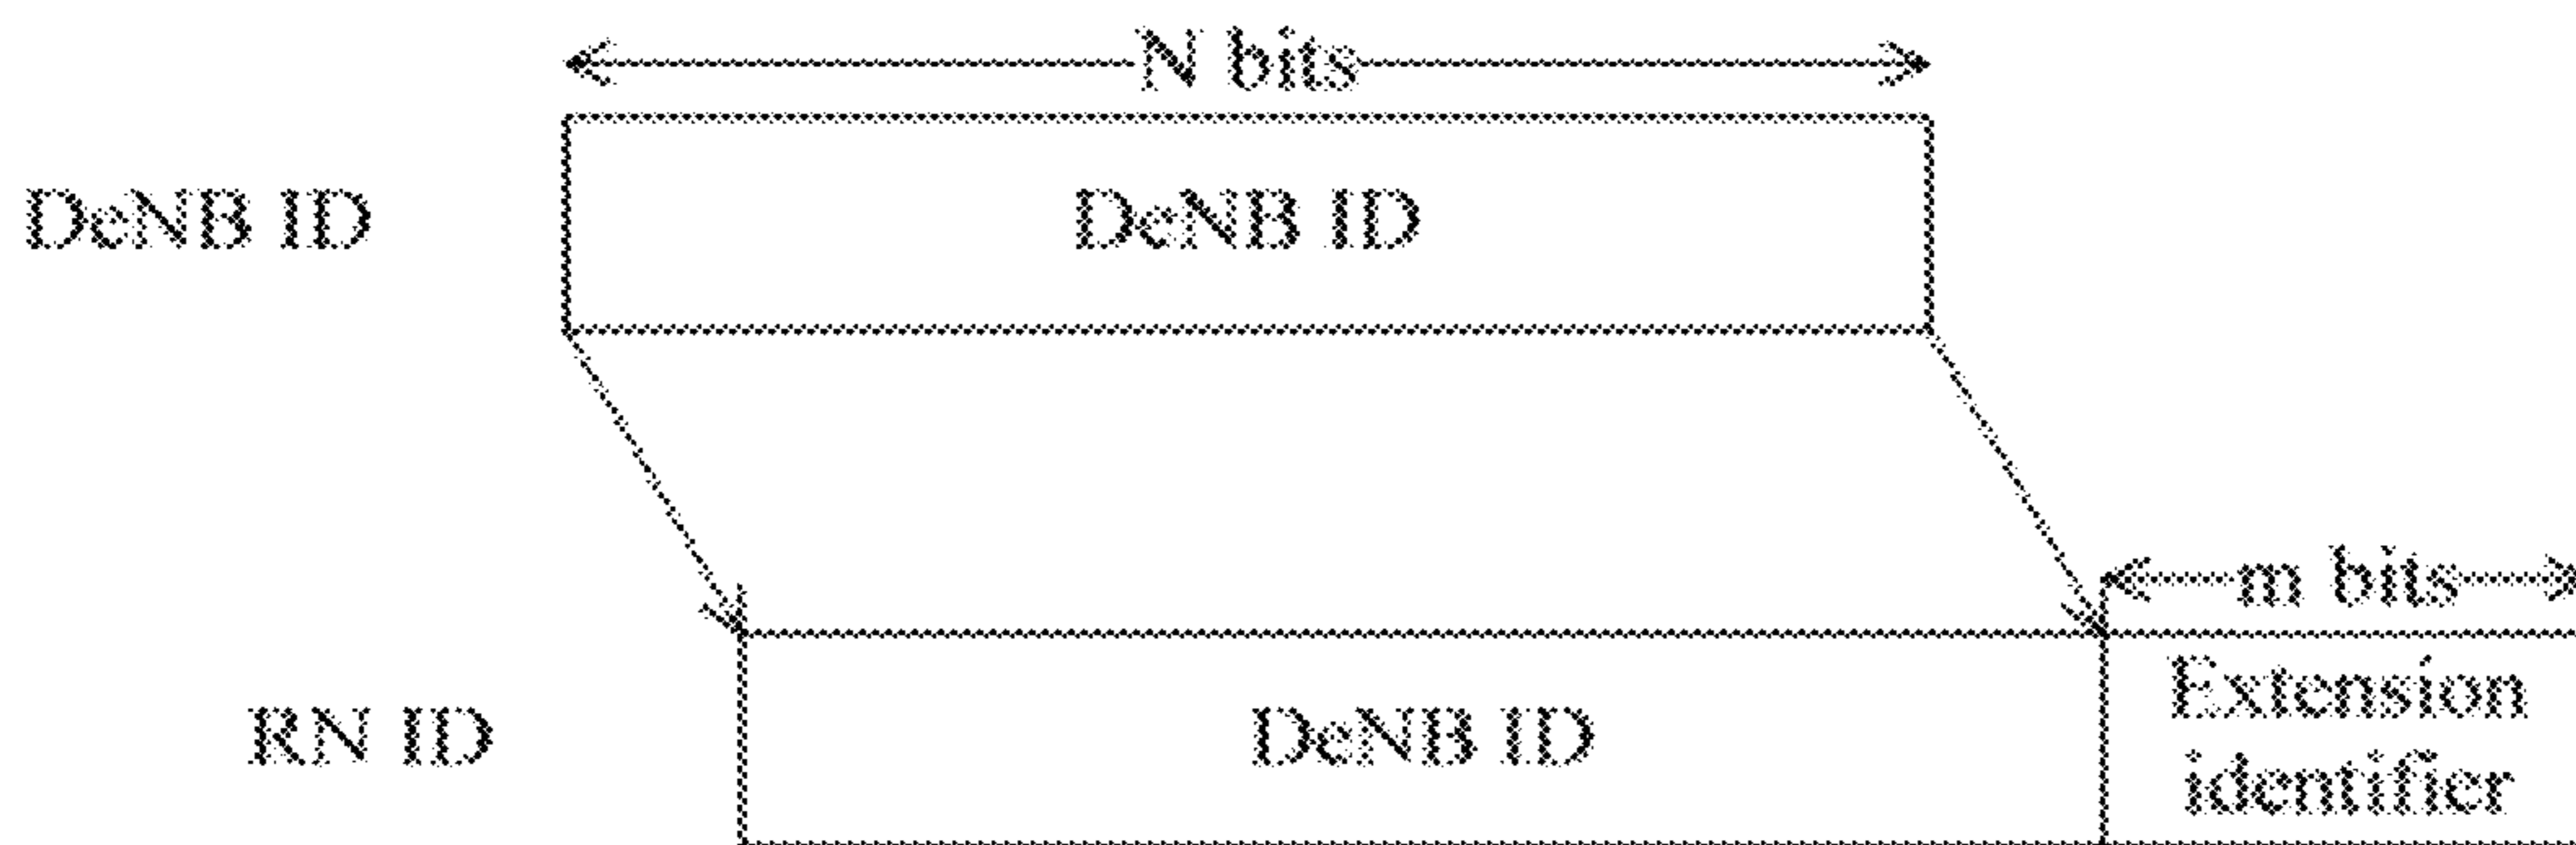 N bits
DeNB ID
DeNB ID
m bits
RN ID
DeNB ID
Extension
identifier